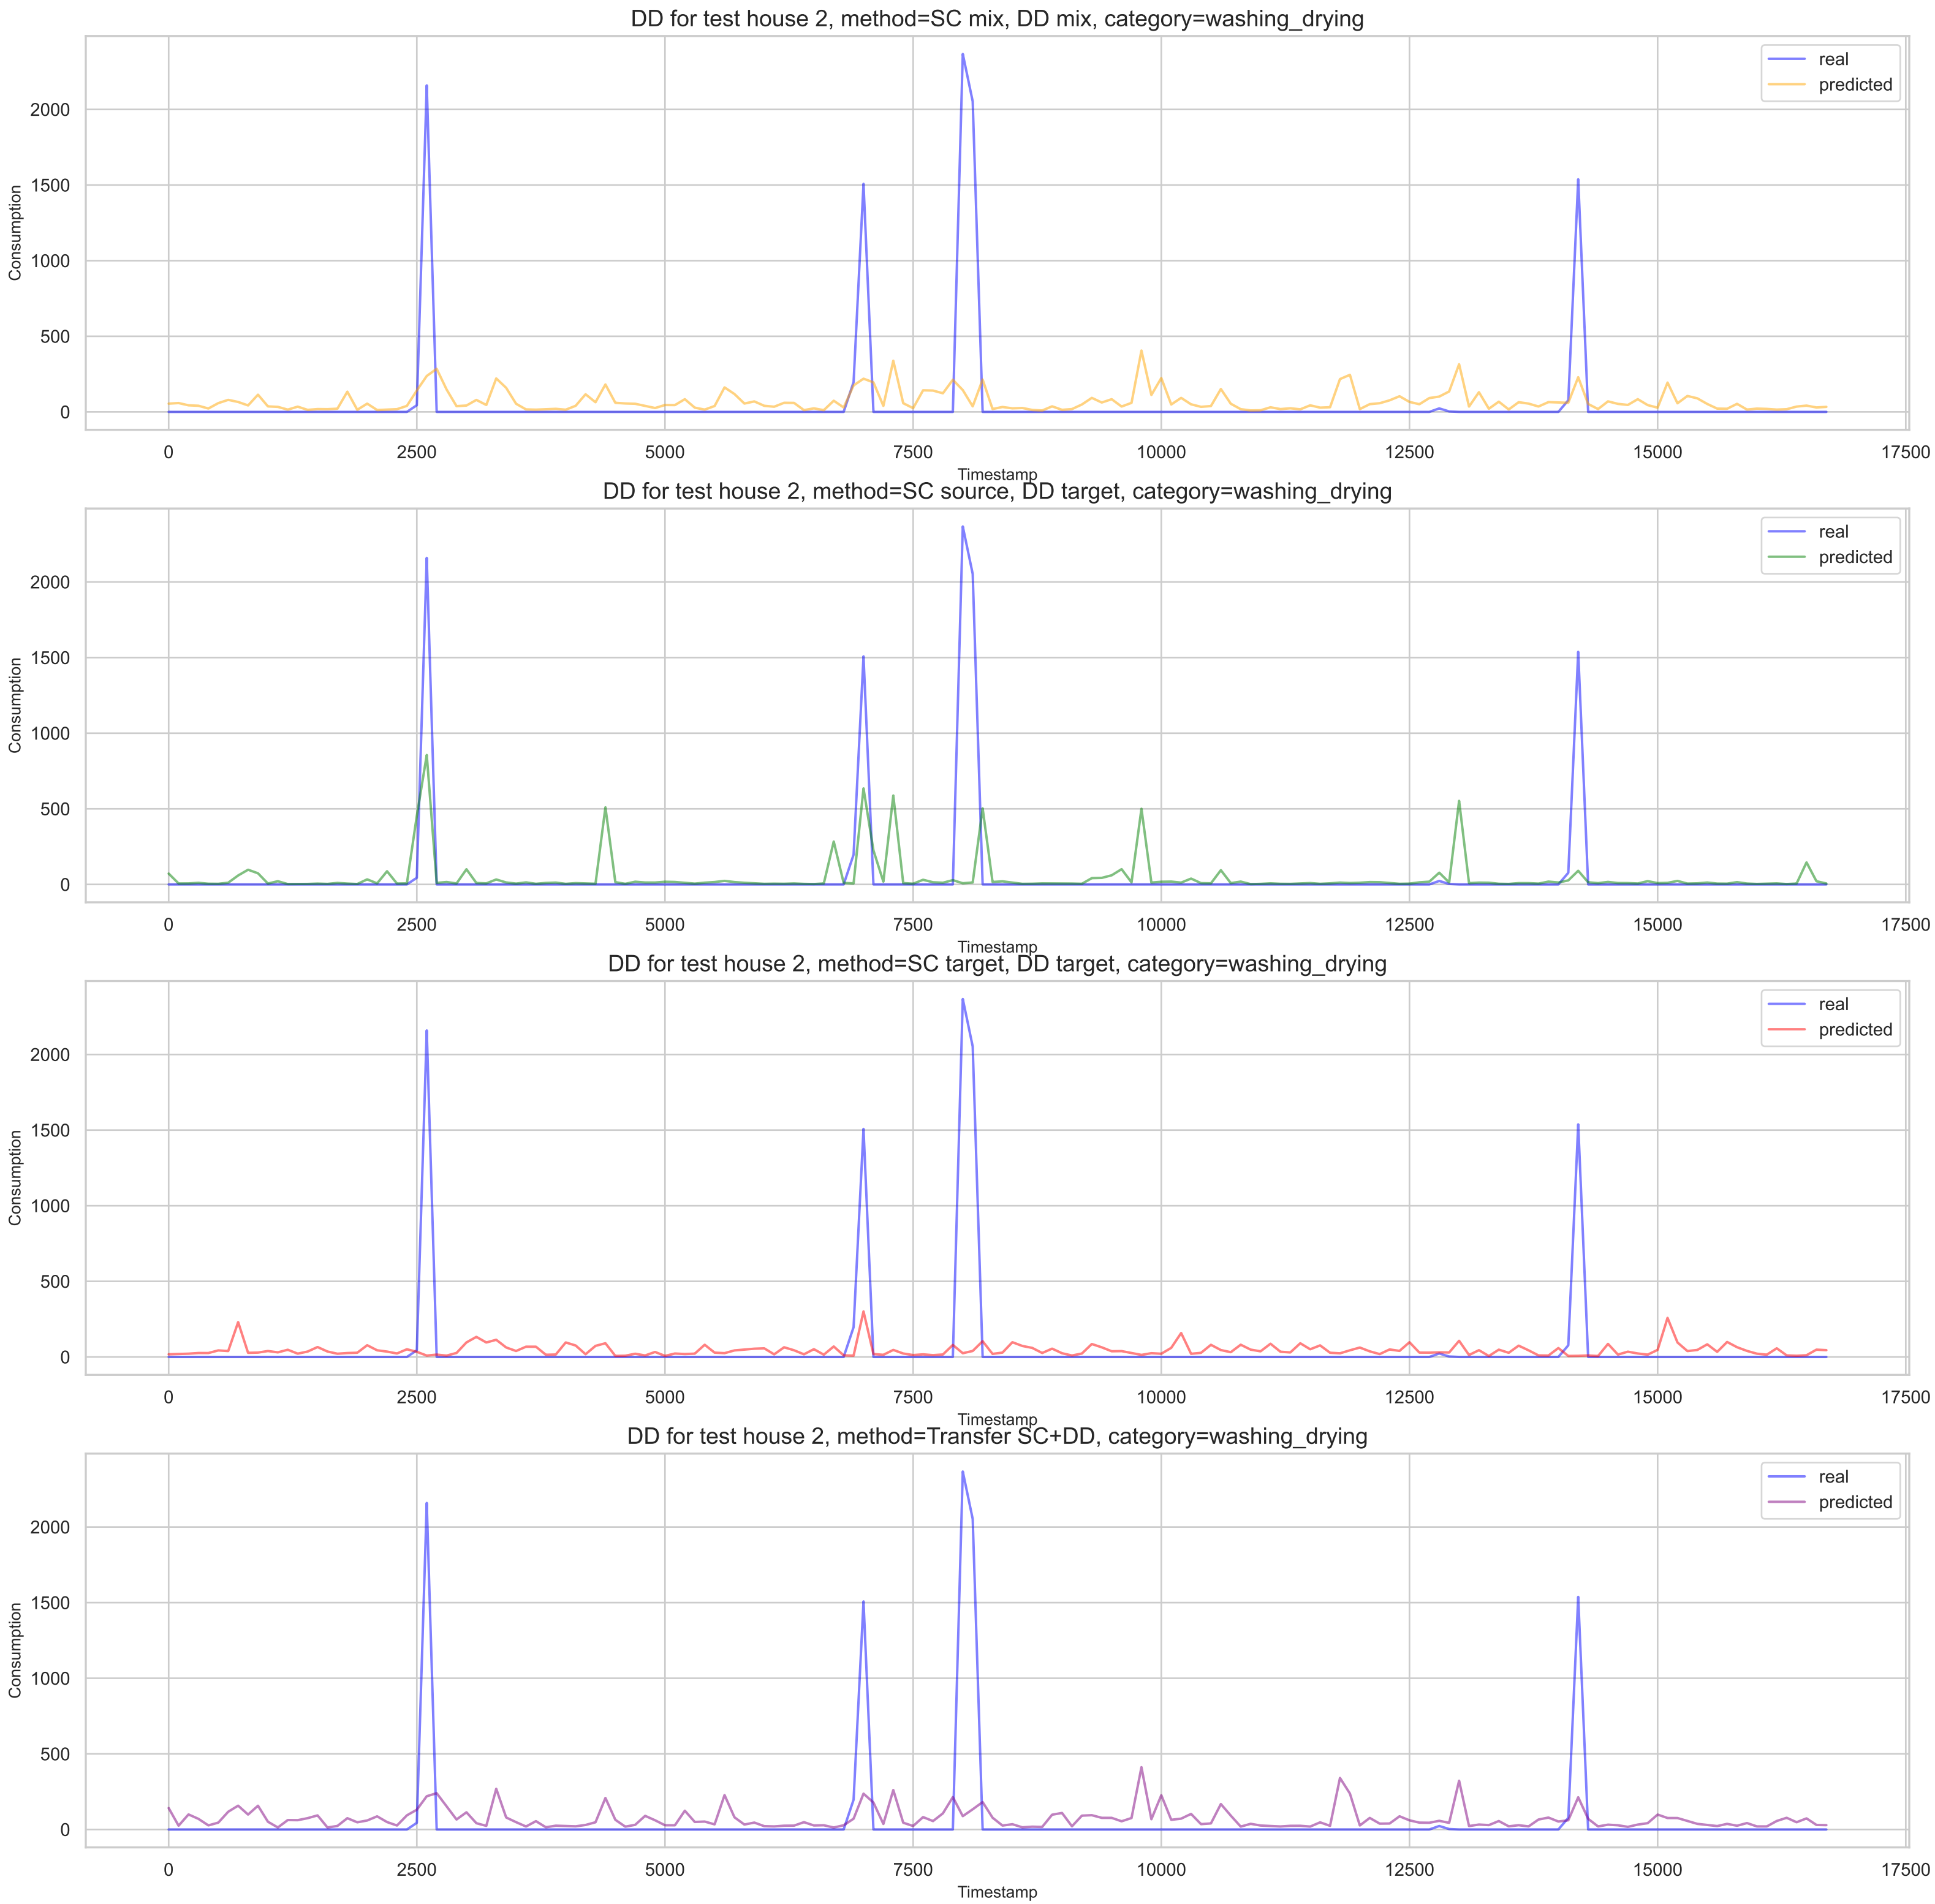 DD for test house 2, method=SC mix, DD mix, category=washing_drying
real
predicted
2000
1500
1000
500
0
Consumption
0 2500 5000 7500 10000 12500 15000 17500
Timestamp
DD for test house 2, method=SC source, DD target, category=washing_drying
real
predicted
2000
1500
1000
500
0
Consumption
0 2500 5000 7500 10000 12500 15000 17500
Timestamp
DD for test house 2, method=SC target, DD target, category=washing_drying
real
predicted
2000
1500
1000
500
0
Consumption
0 2500 5000 7500 10000 12500 15000 17500
Timestamp
DD for test house 2, method=Transfer SC+DD, category=washing_drying
real
predicted
2000
1500
1000
500
0
Consumption
0 2500 5000 7500 10000 12500 15000 17500
Timestamp